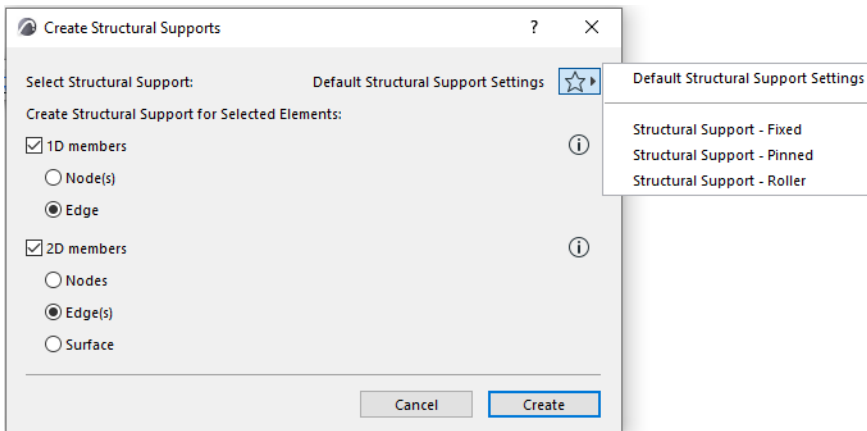 Create Structural Supports ?
Select Structural Support: Default Structural Support Settings
Create Structural Support for Selected Elements:
1D members
Node(s)
Edge
2D members
Nodes
Edge(s)
Surface
Cancel Create
Default Structural Support Settings
Structural Support - Fixed
Structural Support - Pinned
Structural Support - Roller